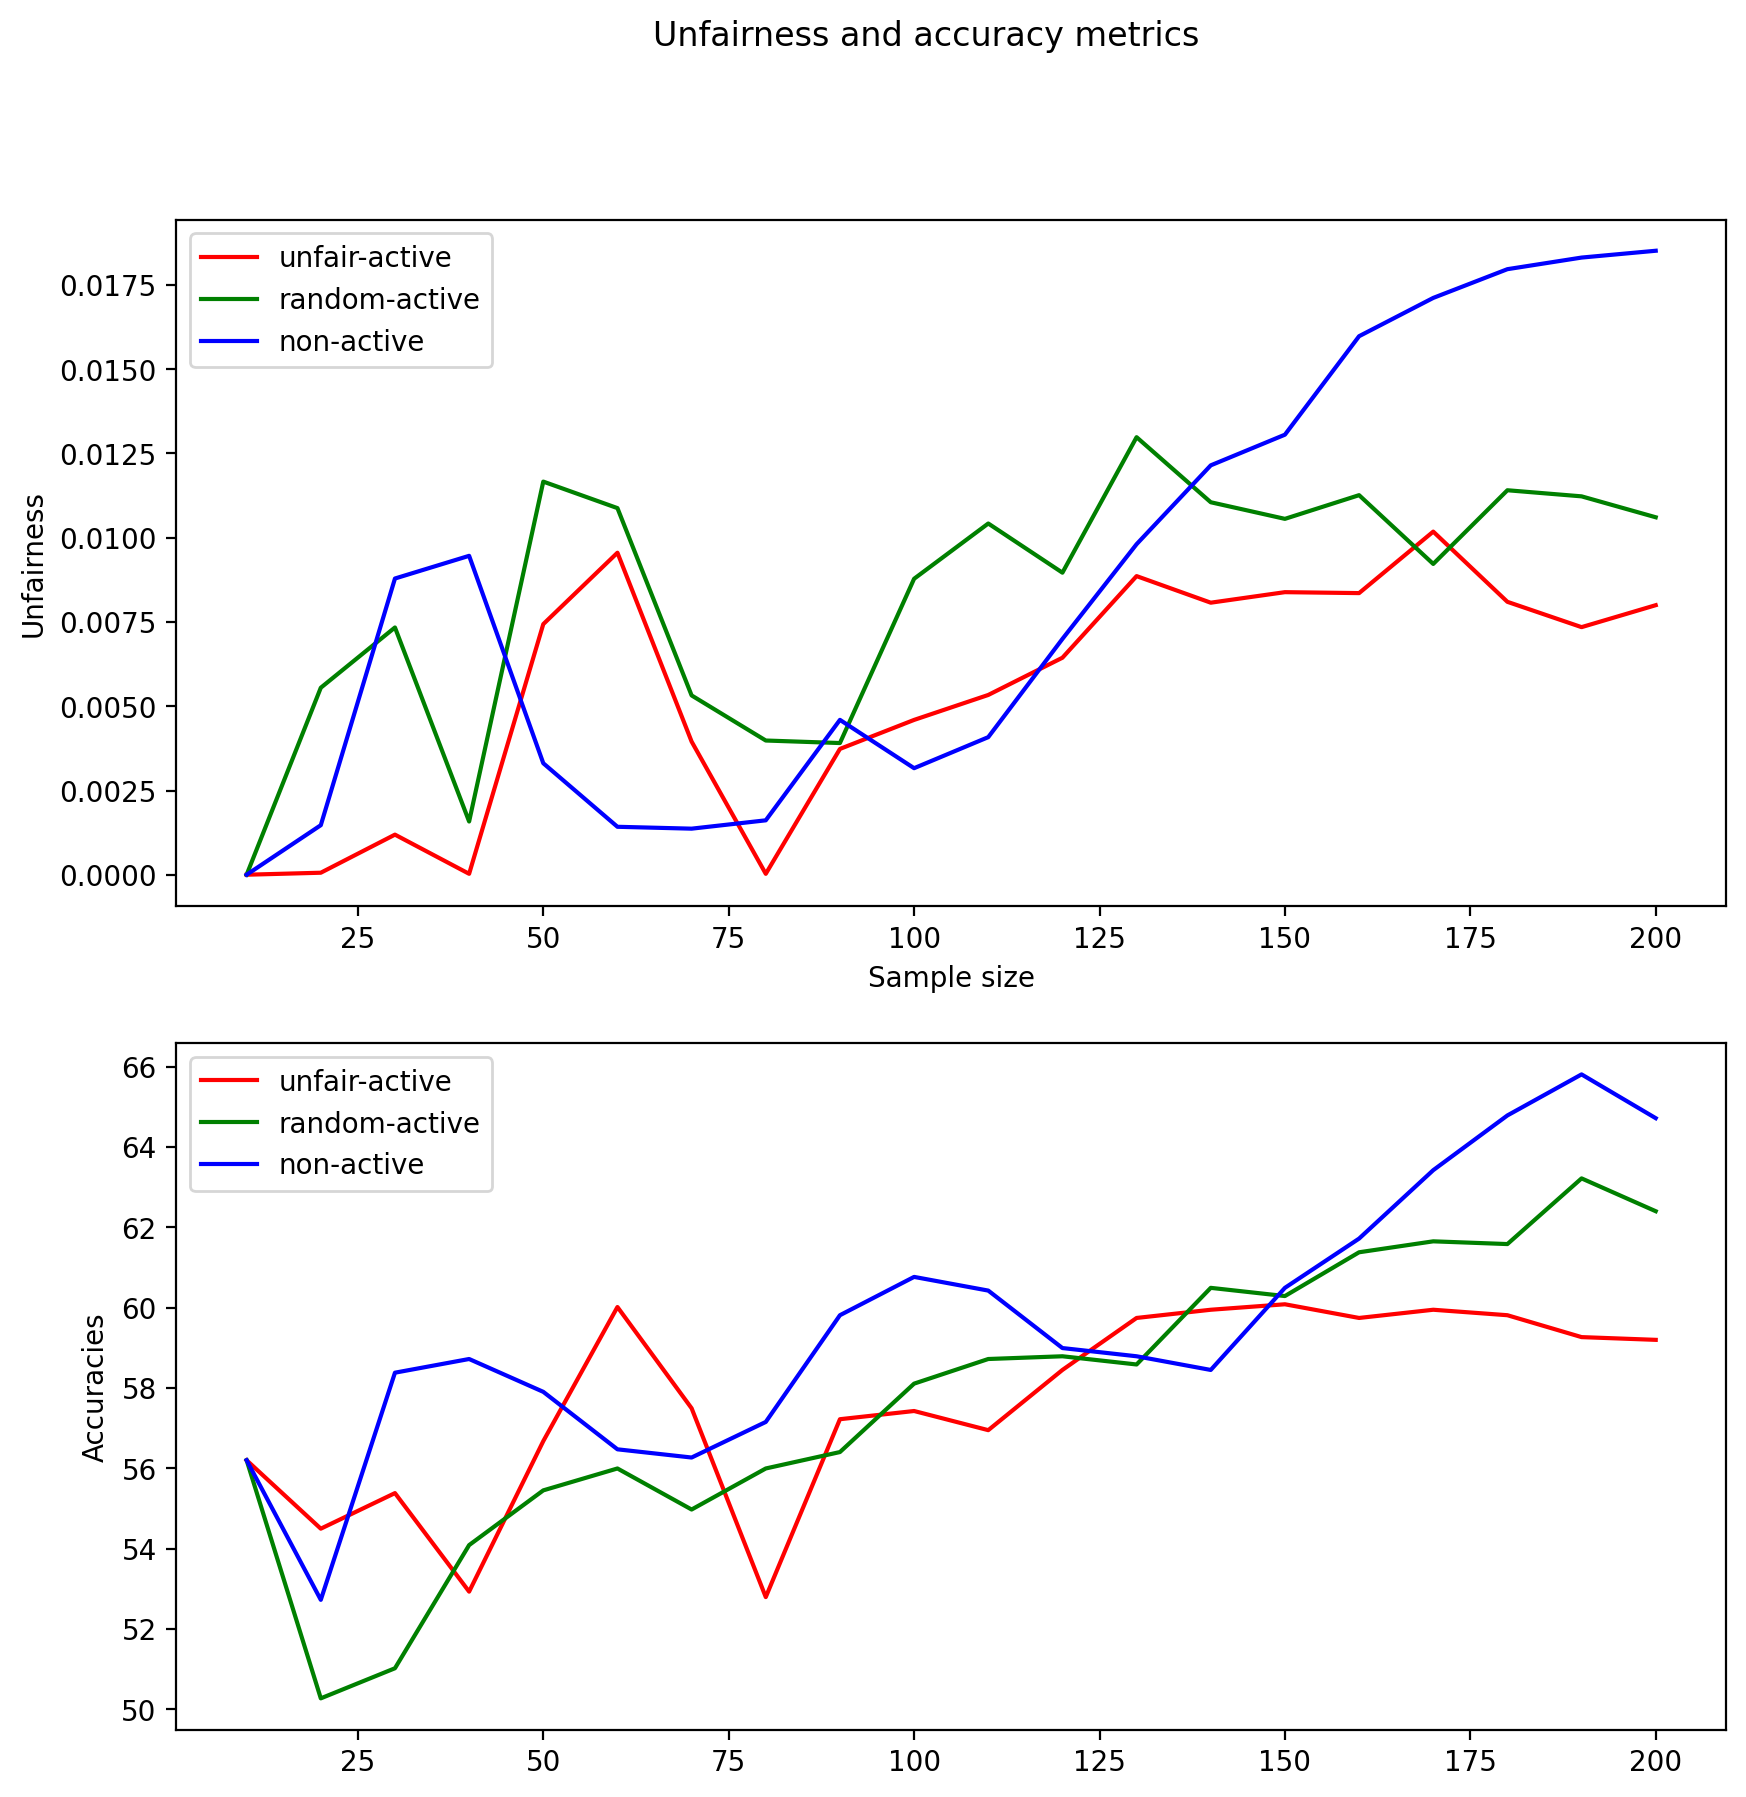 Unfairness and accuracy metrics
unfair-active
random-active
non-active
0.0175
0.0150
0.0125
0.0100
0.0075
0.0050
0.0025
0.0000
Unfairness
25 50 75 100 125 150 175 200
Sample size
unfair-active
random-active
non-active
66
64
62
60
58
56
54
52
50
Accuracies
25 50 75 100 125 150 175 200